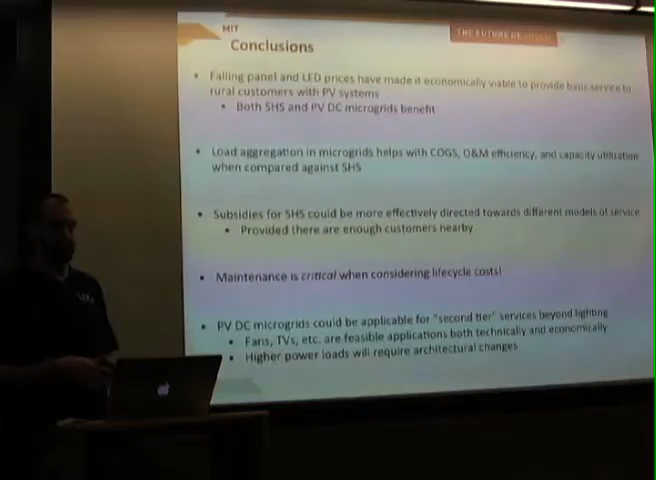 MIT
THE FUTURE OF
Conclusions
• Falling panel and LED prices have made it economically viable to provide basic service to
rural customers with PV systems
• Both SHS and PV DC microgrids benefit
• Load aggregation in microgrids helps with COGS, O&M efficiency, and capacity utilization
when compared against SHS
• Subsidies for SHS could be more effectively directed towards different models of service
• Provided there are enough customers nearby
• Maintenance is critical when considering lifecycle costs!
• PV DC microgrids could be applicable for "second tier" services beyond lighting
• Fans, TVs, etc. are feasible applications both technically and economically
• Higher power loads will require architectural changes